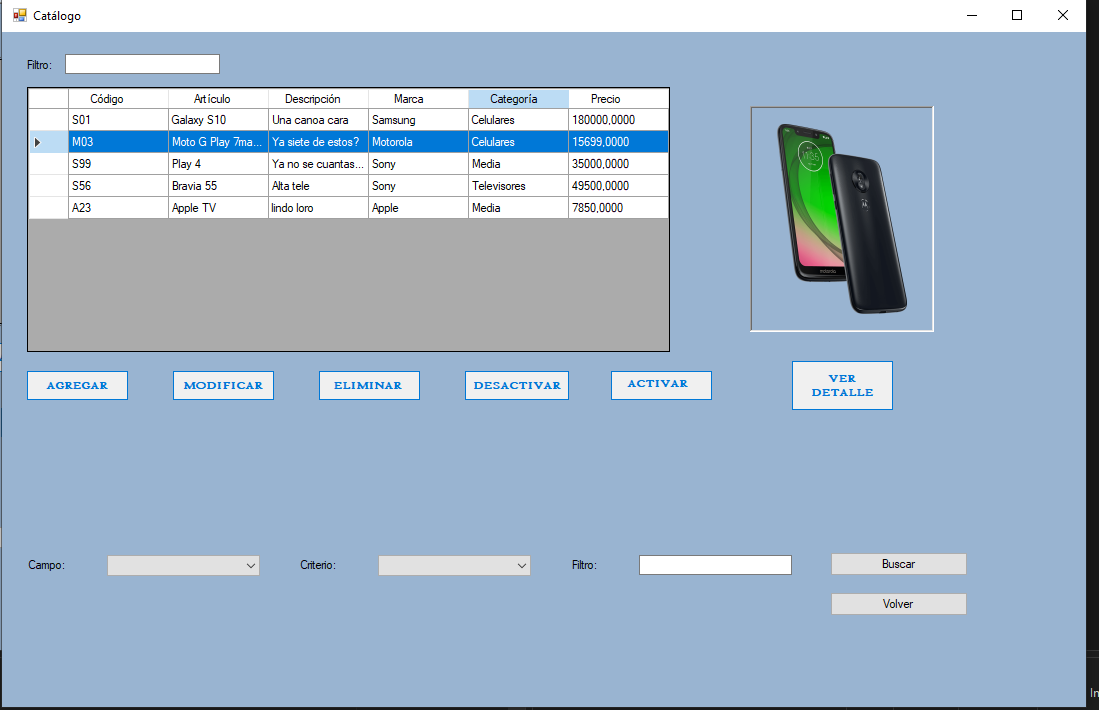 Catálogo
Filtro:
Código Artículo Descripción Marca Categoría Precio
S01 Galaxy S10 Una canoa cara Samsung Celulares 180000,0000
M03 Moto G Play 7ma... Ya siete de estos? Motorola Celulares 15699,0000
S99 Play 4 Ya no se cuantas... Sony Media 35000,0000
S56 Bravia 55 Alta tele Sony Televisores 49500,0000
A23 Apple TV lindo loro Apple Media 7850,0000
AGREGAR MODIFICAR ELIMINAR DESACTIVAR ACTIVAR VER
DETALLE
Campo: Criterio: Filtro: Buscar
Volver
In